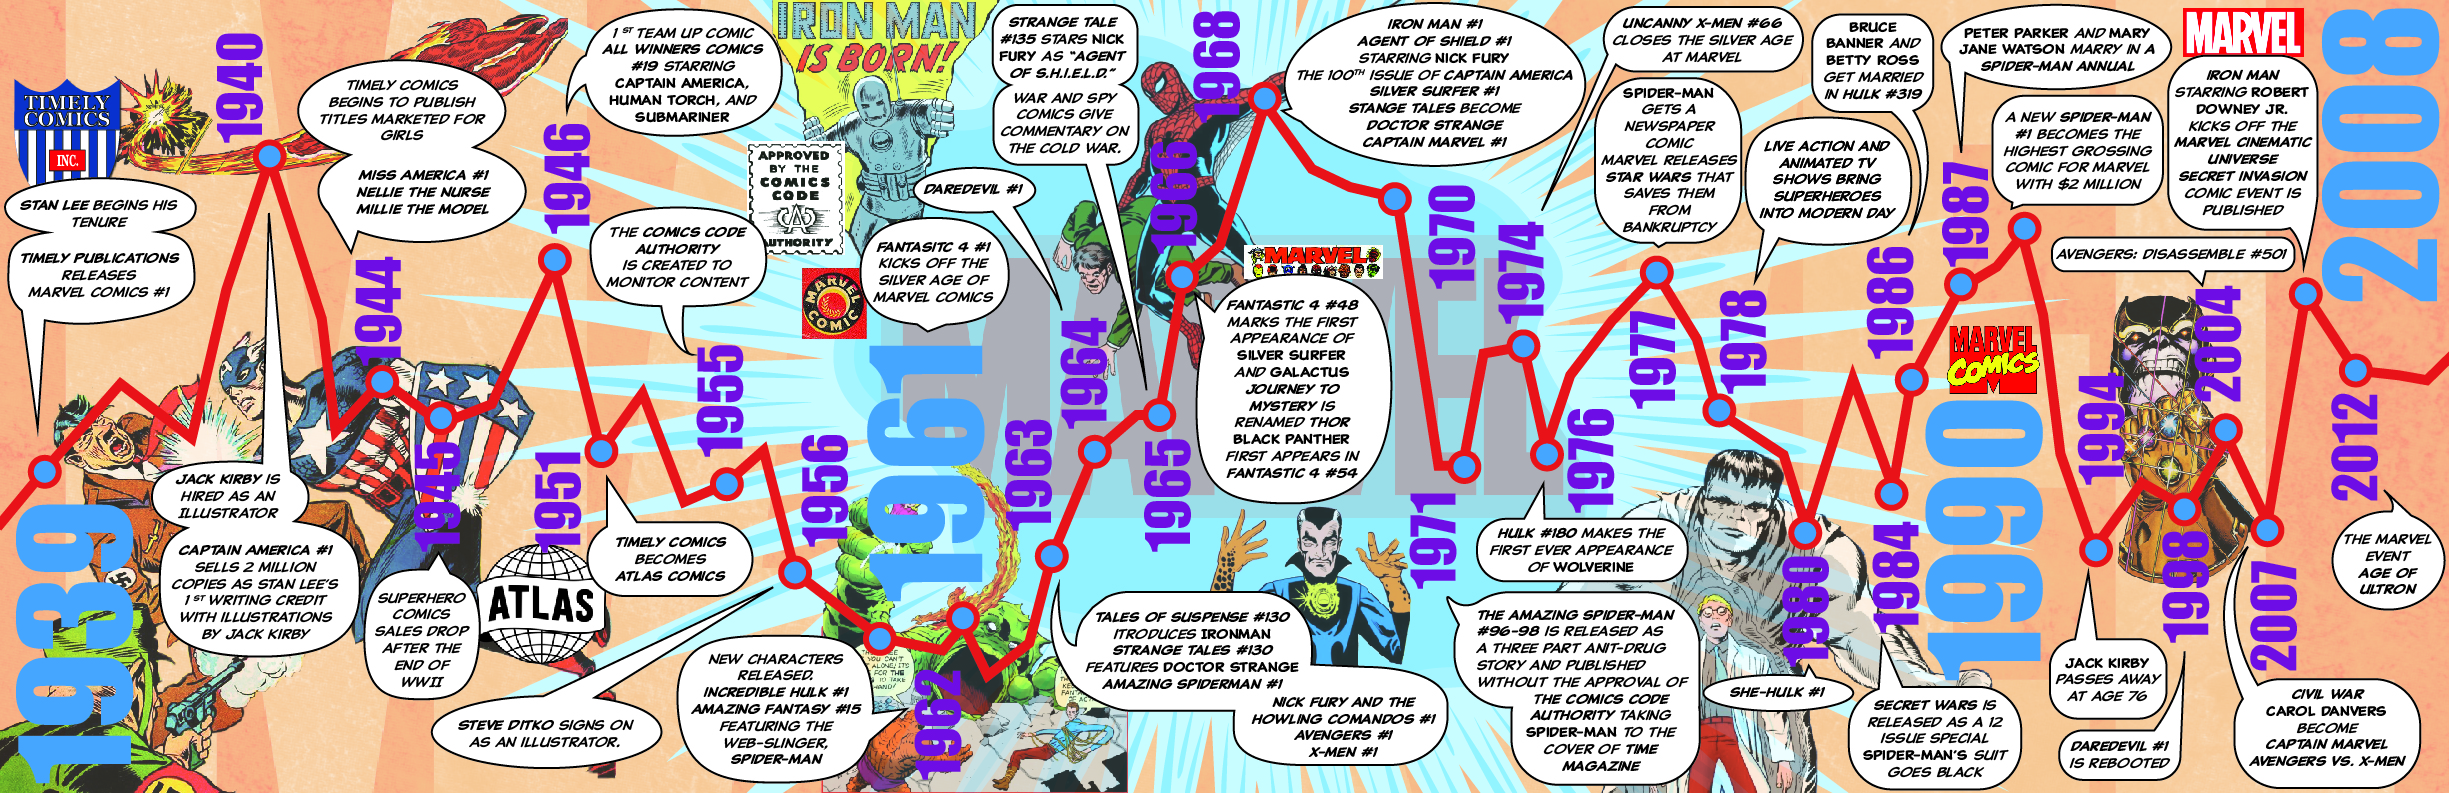 TIMELY
COMICS
INC.
STAN LEE BEGINS HIS
TENURE
TIMELY PUBLICATIONS
RELEASES
MARVEL COMICS #1
1939
1940
JACK KIRBY IS
HIRED AS AN
ILLUSTRATOR
CAPTAIN AMERICA #1
SELLS 2 MILLION
COPIES AS STAN LEE'S
1ST WRITING CREDIT
WITH ILLUSTRATIONS
BY JACK KIRBY
TIMELY COMICS
BEGINS TO PUBLISH
TITLES MARKETED FOR
GIRLS
MISS AMERICA #1
NELLIE THE NURSE
MILLIE THE MODEL
1944
1945
SUPERHERO
COMICS
SALES DROP
AFTER THE
END OF
WWII
1ST TEAM UP COMIC
ALL WINNERS COMICS
#19 STARRING
CAPTAIN AMERICA,
HUMAN TORCH, AND
SUBMARINER
1946
ATLAS
1951
TIMELY COMICS
BECOMES
ATLAS COMICS
THE COMICS CODE
AUTHORITY
IS CREATED TO
MONITOR CONTENT
1955
STEVE DITKO SIGNS ON
AS AN ILLUSTRATOR.
1956
IRON MAN
IS BORN!
APPROVED
BY THE
COMICS
CODE
CA
AUTHORITY
MARVEL
COMIC
FANTASITC 4 #1
KICKS OFF THE
SILVER AGE OF
MARVEL COMICS
1961
NEW CHARACTERS
RELEASED.
INCREDIBLE HULK #1
AMAZING FANTASY #15
FEATURING THE
WEB-SLINGER,
SPIDER-MAN
1962
1963
TALES OF SUSPENSE #130
ITRODUCES IRONMAN
STRANGE TALES #130
FEATURES DOCTOR STRANGE
AMAZING SPIDERMAN #1
NICK FURY AND THE
HOWLING COMANDOS #1
AVENGERS #1
X-MEN #1
DAREDEVIL #1
1964
STRANGE TALE
#135 STARS NICK
FURY AS "AGENT
OF S.H.I.E.L.D."
WAR AND SPY
COMICS GIVE
COMMENTARY ON
THE COLD WAR.
1965
1966
MARVEL
FANTASTIC 4 #48
MARKS THE FIRST
APPEARANCE OF
SILVER SURFER
AND GALACTUS
JOURNEY TO
MYSTERY IS
RENAMED THOR
BLACK PANTHER
FIRST APPEARS IN
FANTASTIC 4 #54
1968
IRON MAN #1
AGENT OF SHIELD #1
STARRING NICK FURY
THE 100TH ISSUE OF CAPTAIN AMERICA
SILVER SURFER #1
STANGE TALES BECOME
DOCTOR STRANGE
CAPTAIN MARVEL #1
MARVEL
1970
1971
THE AMAZING SPIDER-MAN
#96-98 IS RELEASED AS
A THREE PART ANIT-DRUG
STORY AND PUBLISHED
WITHOUT THE APPROVAL OF
THE COMICS CODE
AUTHORITY TAKING
SPIDER-MAN TO THE
COVER OF TIME
MAGAZINE
UNCANNY X-MEN #66
CLOSES THE SILVER AGE
AT MARVEL
1974
HULK #180 MAKES THE
FIRST EVER APPEARANCE
OF WOLVERINE
1976
SPIDER-MAN
GETS A
NEWSPAPER
COMIC
MARVEL RELEASES
STAR WARS THAT
SAVES THEM
FROM
BANKRUPTCY
1977
LIVE ACTION AND
ANIMATED TV
SHOWS BRING
SUPERHEROES
INTO MODERN DAY
1978
SHE-HULK #1
1980
SECRET WARS IS
RELEASED AS A 12
ISSUE SPECIAL
SPIDER-MAN'S SUIT
GOES BLACK
1984
BRUCE
BANNER AND
BETTY ROSS
GET MARRIED
IN HULK #319
1986
PETER PARKER AND MARY
JANE WATSON MARRY IN A
SPIDER-MAN ANNUAL
1987
A NEW SPIDER-MAN
#1 BECOMES THE
HIGHEST GROSSING
COMIC FOR MARVEL
WITH $2 MILLION
MARVEL
COMICS
1990
JACK KIRBY
PASSES AWAY
AT AGE 76
1994
DAREDEVIL #1
IS REBOOTED
1998
AVENGERS: DISASSEMBLE #501
2004
CIVIL WAR
CAROL DANVERS
BECOME
CAPTAIN MARVEL
AVENGERS VS. X-MEN
2007
MARVEL
IRON MAN
STARRING ROBERT
DOWNEY JR.
KICKS OFF THE
MARVEL CINEMATIC
UNIVERSE
SECRET INVASION
COMIC EVENT IS
PUBLISHED
2008
2012
THE MARVEL
EVENT
AGE OF
ULTRON